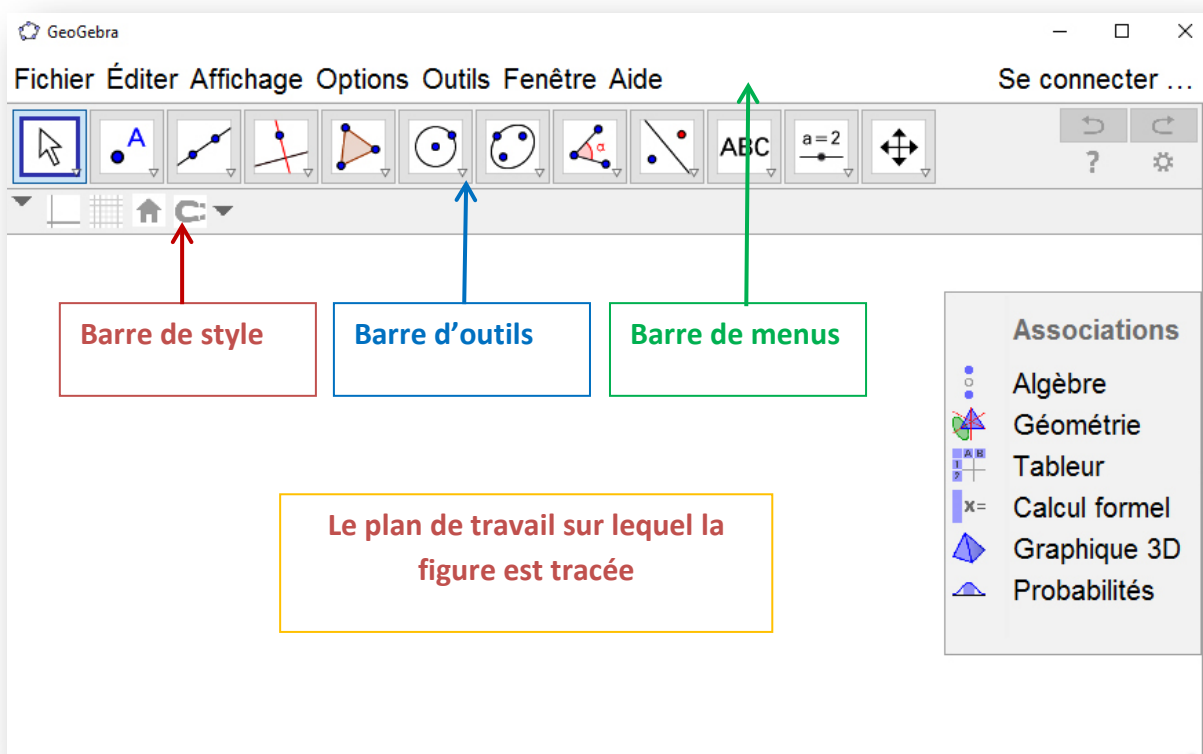 GeoGebra
Fichier Éditer Affichage Options Outils Fenêtre Aide Se connecter ...
A α ABC a=2 ?
Barre de style Barre d'outils Barre de menus
Associations
Algèbre
Géométrie
A B
1
2
Tableur
x= Calcul formel
Graphique 3D
Probabilités
Le plan de travail sur lequel la
figure est tracée